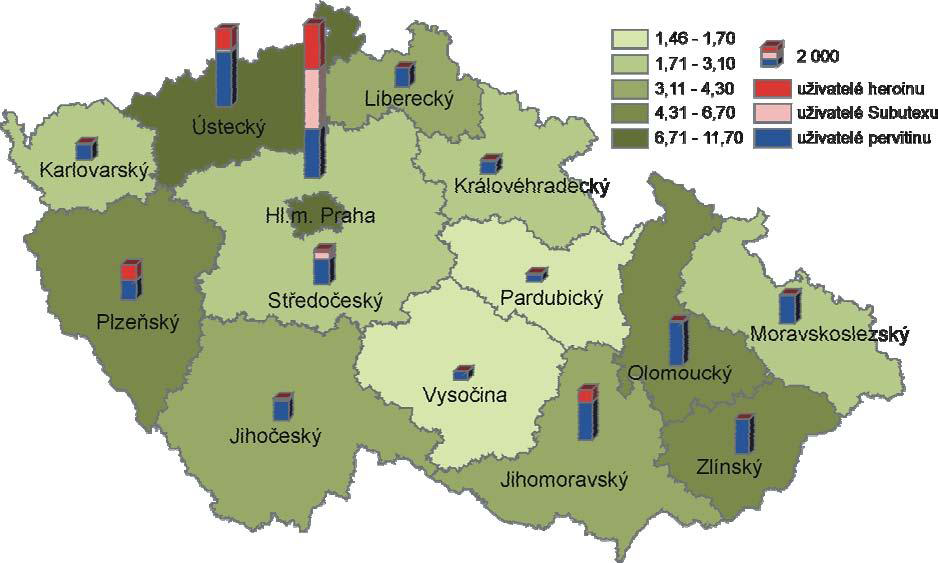 1,46 - 1,70
1,71 - 3,10
3,11 - 4,30
4,31 - 6,70
6,71 - 11,70
2 000
uživatelé heroinu
uživatelé Subutexu
uživatelé pervitinu
Liberecký
Ústecký
Karlovarský
Královéhradecký
Hl.m. Praha
Středočeský
Pardubický
Plzeňský
Moravskoslezský
Olomoucký
Vysočina
Jihočeský
Zlínský
Jihomoravský